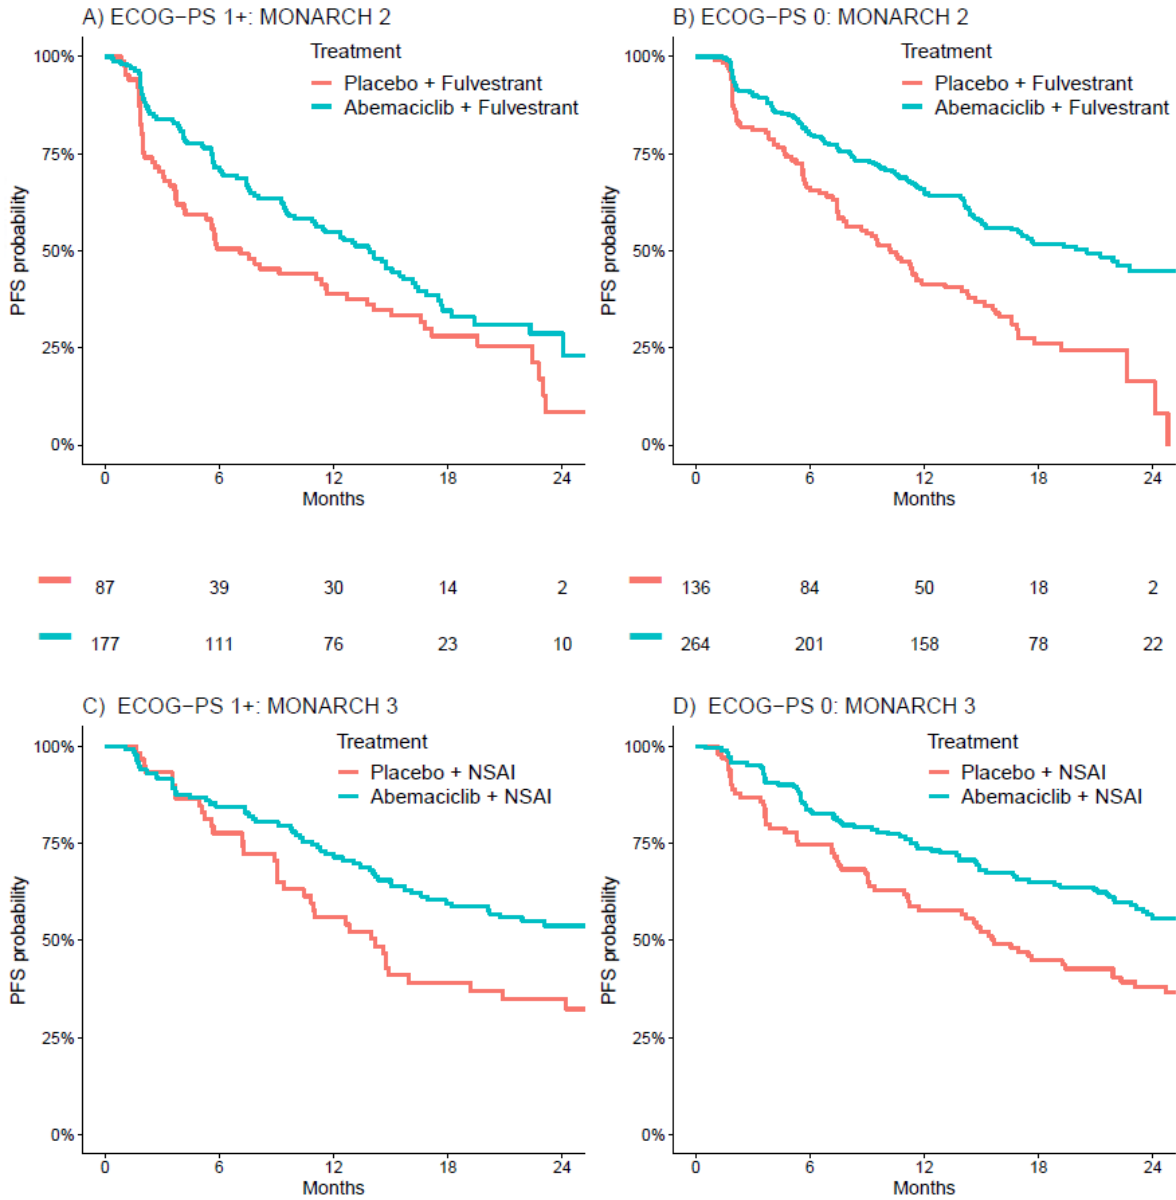 A) ECOG−PS 1+: MONARCH 2
Treatment
Placebo + Fulvestrant
Abemaciclib + Fulvestrant
PFS probability
100%
75%
50%
25%
0%
0 6 12 18 24
Months
87 39 30 14 2
177 111 76 23 10
B) ECOG−PS 0: MONARCH 2
Treatment
Placebo + Fulvestrant
Abemaciclib + Fulvestrant
PFS probability
100%
75%
50%
25%
0%
0 6 12 18 24
Months
136 84 50 18 2
264 201 158 78 22
C) ECOG−PS 1+: MONARCH 3
Treatment
Placebo + NSAI
Abemaciclib + NSAI
PFS probability
100%
75%
50%
25%
0%
0 6 12 18 24
Months
D) ECOG−PS 0: MONARCH 3
Treatment
Placebo + NSAI
Abemaciclib + NSAI
PFS probability
100%
75%
50%
25%
0%
0 6 12 18 24
Months